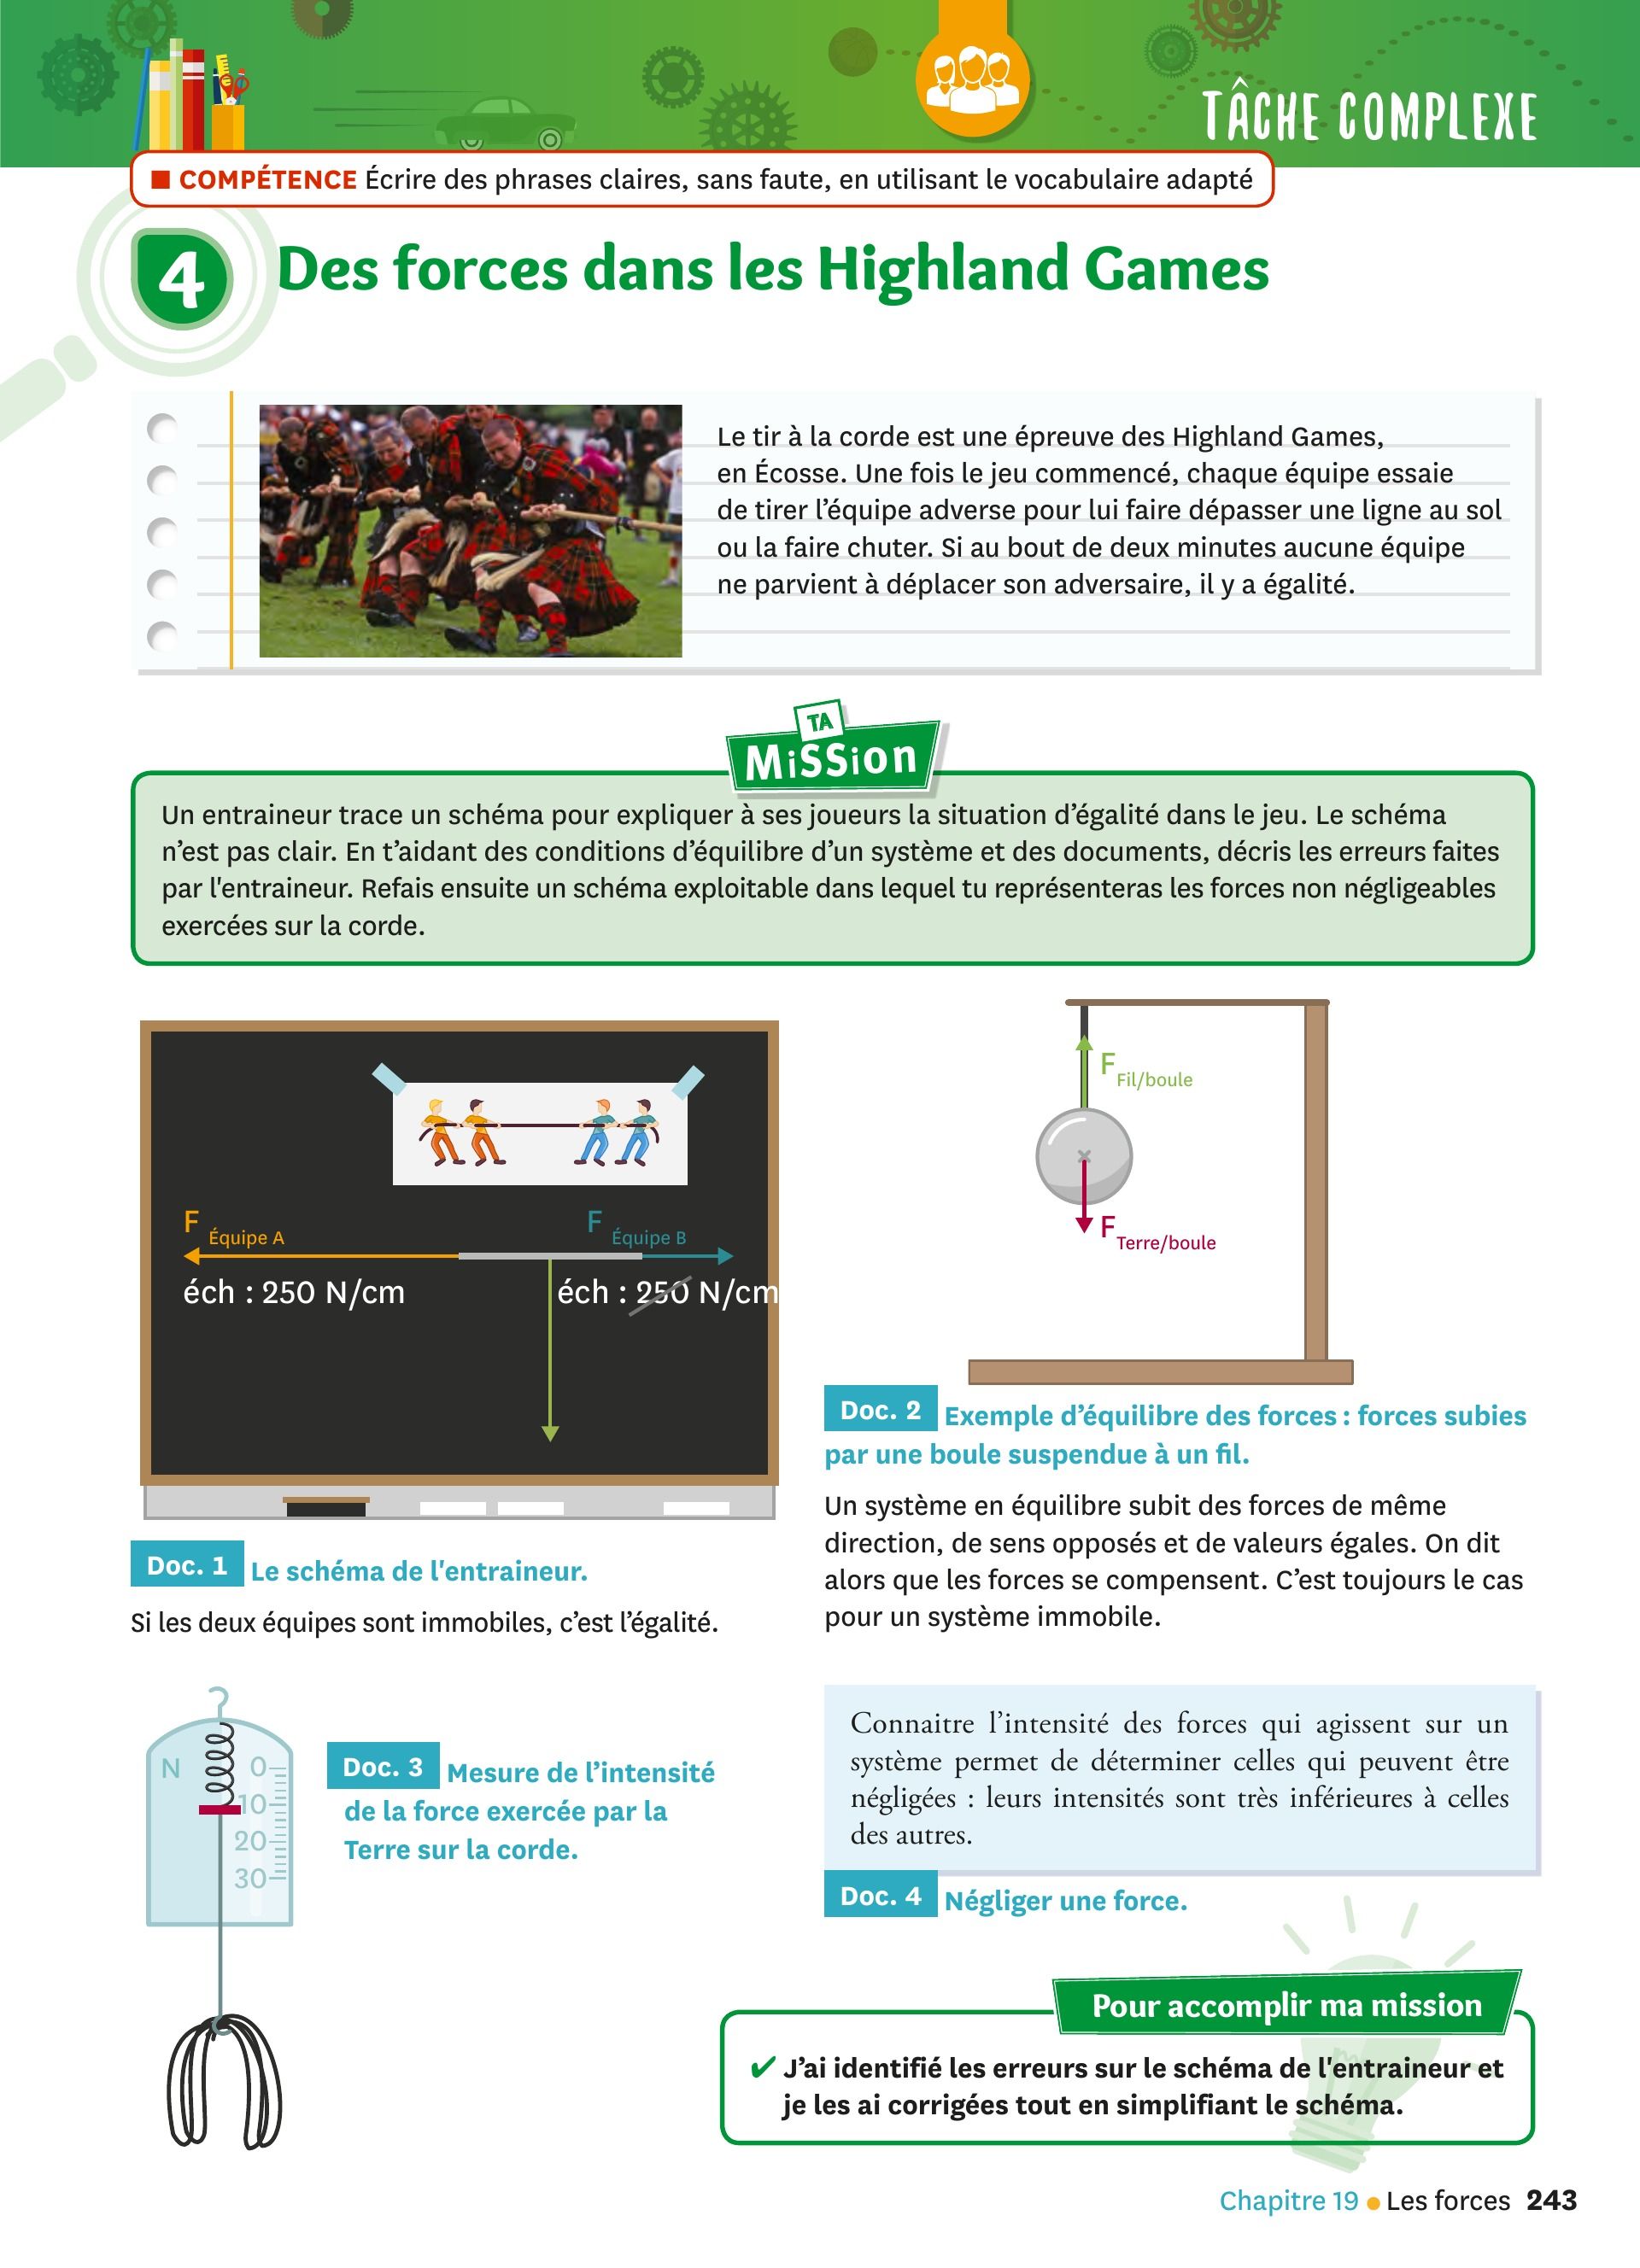 TÂCHE COMPLEXE
■ COMPÉTENCE Écrire des phrases claires, sans faute, en utilisant le vocabulaire adapté
4 Des forces dans les Highland Games
Le tir à la corde est une épreuve des Highland Games,
en Écosse. Une fois le jeu commencé, chaque équipe essaie
de tirer l’équipe adverse pour lui faire dépasser une ligne au sol
ou la faire chuter. Si au bout de deux minutes aucune équipe
ne parvient à déplacer son adversaire, il y a égalité.
TA
MiSSion
Un entraineur trace un schéma pour expliquer à ses joueurs la situation d’égalité dans le jeu. Le schéma
n’est pas clair. En t’aidant des conditions d’équilibre d’un système et des documents, décris les erreurs faites
par l'entraineur. Refais ensuite un schéma exploitable dans lequel tu représenteras les forces non négligeables
exercées sur la corde.
F Équipe A
F Équipe B
éch : 250 N/cm
éch : 250 N/cm
Doc. 1 Le schéma de l'entraineur.
Si les deux équipes sont immobiles, c’est l’égalité.
F Fil/boule
F Terre/boule
Doc. 2 Exemple d’équilibre des forces : forces subies
par une boule suspendue à un fil.
Un système en équilibre subit des forces de même
direction, de sens opposés et de valeurs égales. On dit
alors que les forces se compensent. C’est toujours le cas
pour un système immobile.
N
0
10
20
30
Doc. 3 Mesure de l’intensité
de la force exercée par la
Terre sur la corde.
Connaitre l’intensité des forces qui agissent sur un
système permet de déterminer celles qui peuvent être
négligées : leurs intensités sont très inférieures à celles
des autres.
Doc. 4 Négliger une force.
Pour accomplir ma mission
✔ J’ai identifié les erreurs sur le schéma de l'entraineur et
je les ai corrigées tout en simplifiant le schéma.
Chapitre 19 ● Les forces 243